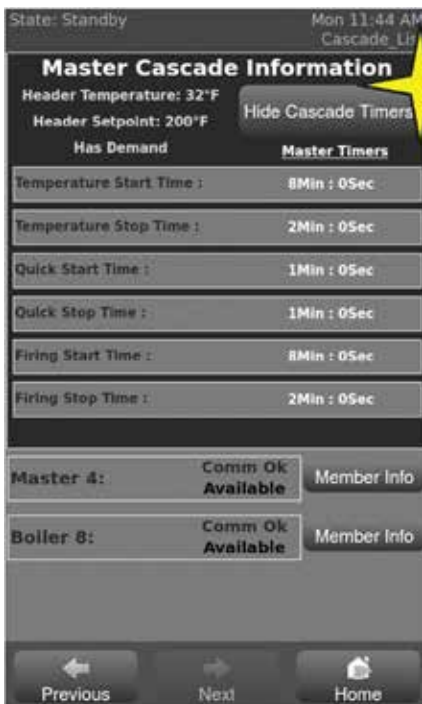 State: Standby
Mon 11:44 AM
Cascade_Lis
Master Cascade Information
Header Temperature: 32°F
Header Setpoint: 200°F
Hide Cascade Timers
Has Demand
Master Timers
Temperature Start Time :
8Min : 0Sec
Temperature Stop Time :
2Min : 0Sec
Quick Start Time :
1Min : 0Sec
Quick Stop Time :
1Min : 0Sec
Firing Start Time :
8Min : 0Sec
Firing Stop Time :
2Min : 0Sec
Master 4:
Comm Ok
Available
Member Info
Boiler 8:
Comm Ok
Available
Member Info
Previous
Next
Home